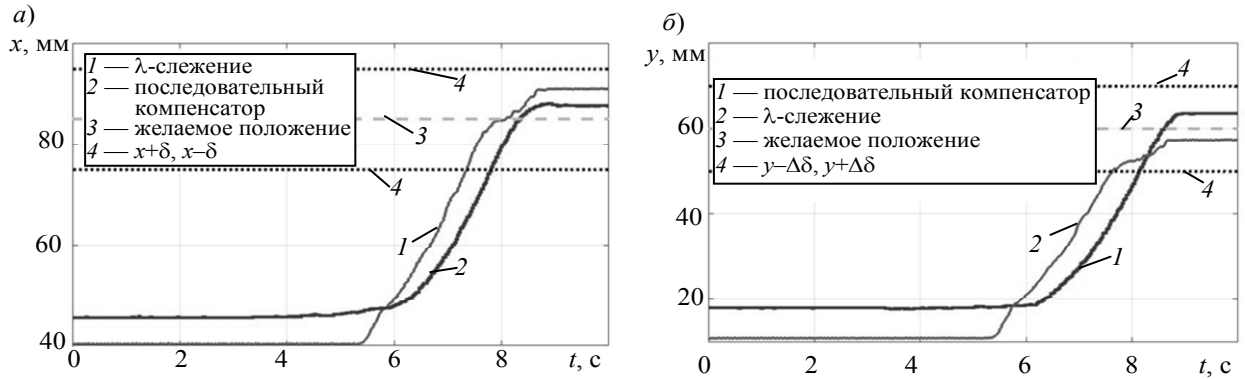 а)
x, мм
1 — λ-слежение
2 — последовательный
компенсатор
3 — желаемое положение
4 — x+δ, x–δ
4
3
4
1
2
80
60
40
0 2 4 6 8 t, с
б)
y, мм
1 — последовательный компенсатор
2 — λ-слежение
3 — желаемое положение
4 — y–Δδ, y+Δδ
4
3
4
2
1
60
40
20
0 2 4 6 8 t, с